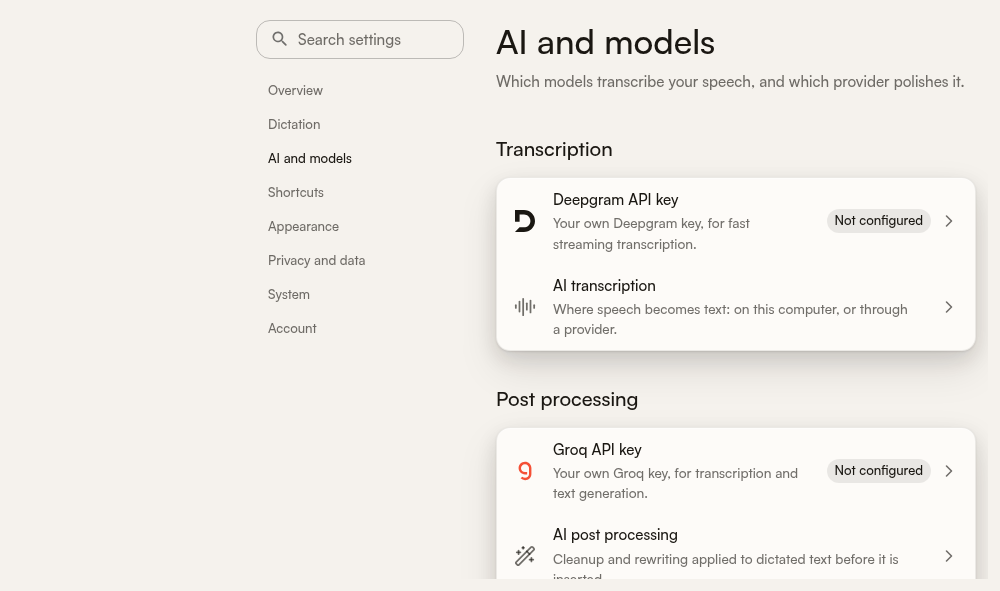 Search settings
Overview
Dictation
AI and models
Shortcuts
Appearance
Privacy and data
System
Account
AI and models
Which models transcribe your speech, and which provider polishes it.
Transcription
Deepgram API key
Your own Deepgram key, for fast
streaming transcription.
Not configured
AI transcription
Where speech becomes text: on this computer, or through
a provider.
Post processing
Groq API key
Your own Groq key, for transcription and
text generation.
Not configured
AI post processing
Cleanup and rewriting applied to dictated text before it is
inserted.